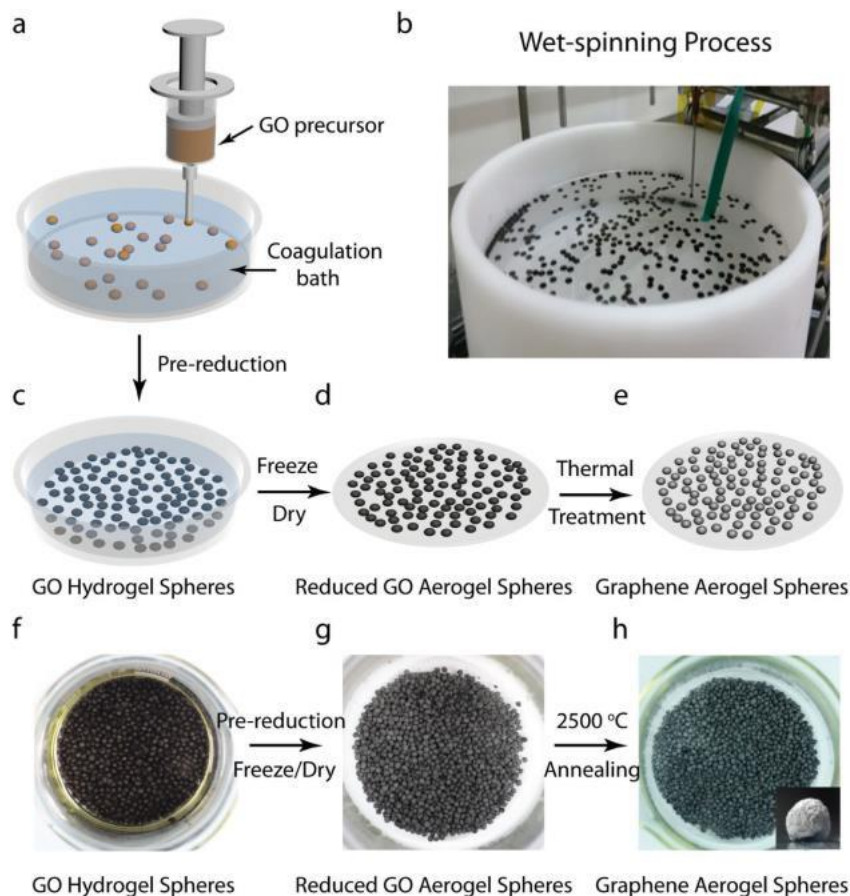 a
b
Wet-spinning Process
GO precursor
Coagulation
bath
Pre-reduction
c
d
e
Freeze
Dry
Thermal
Treatment
GO Hydrogel Spheres
Reduced GO Aerogel Spheres
Graphene Aerogel Spheres
f
g
h
Pre-reduction
Freeze/Dry
2500 °C
Annealing
GO Hydrogel Spheres
Reduced GO Aerogel Spheres
Graphene Aerogel Spheres